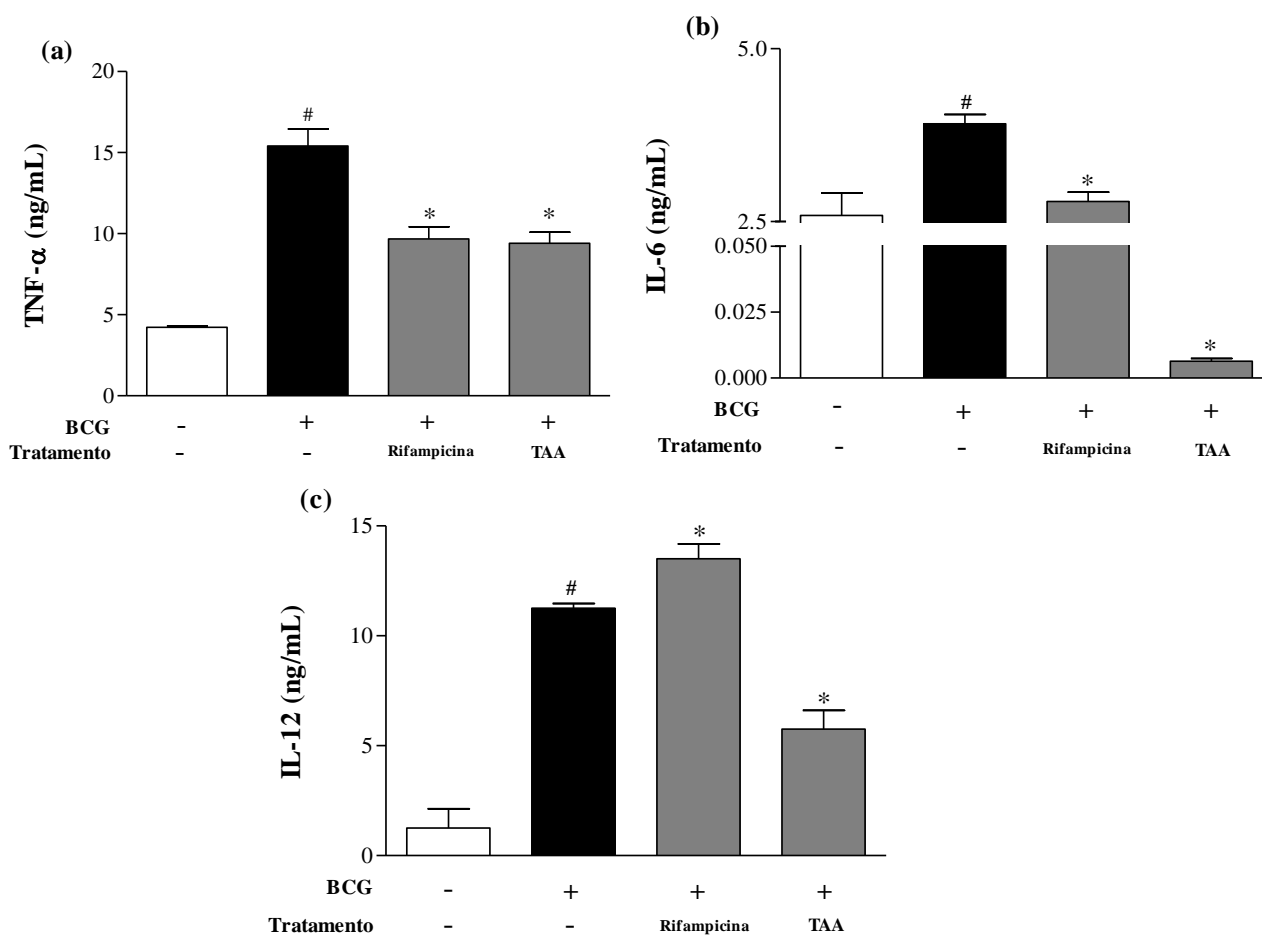 (a)
TNF-α (ng/mL)
20
15
10
5
0
#
*
*
BCG - + + +
Tratamento - - Rifampicina TAA
(b)
IL-6 (ng/mL)
5.0
2.5
0.050
0.025
0.000
#
*
*
BCG - + + +
Tratamento - - Rifampicina TAA
(c)
IL-12 (ng/mL)
15
10
5
0
#
*
*
BCG - + + +
Tratamento - - Rifampicina TAA